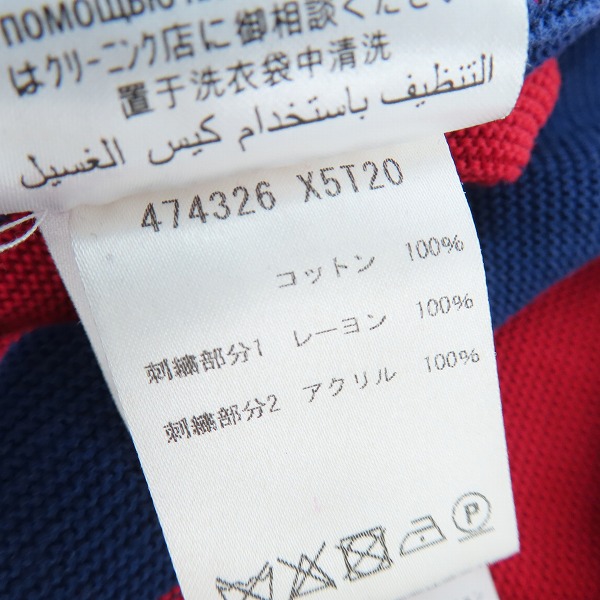 помощью
御相談ください
はクリーニング店に
置于洗衣袋中清洗
التنظيف باستخدام كيس الغسيل
474326 X5T20
コットン 100%
刺繍部分1 レーヨン 100%
刺繍部分2 アクリル 100%
P